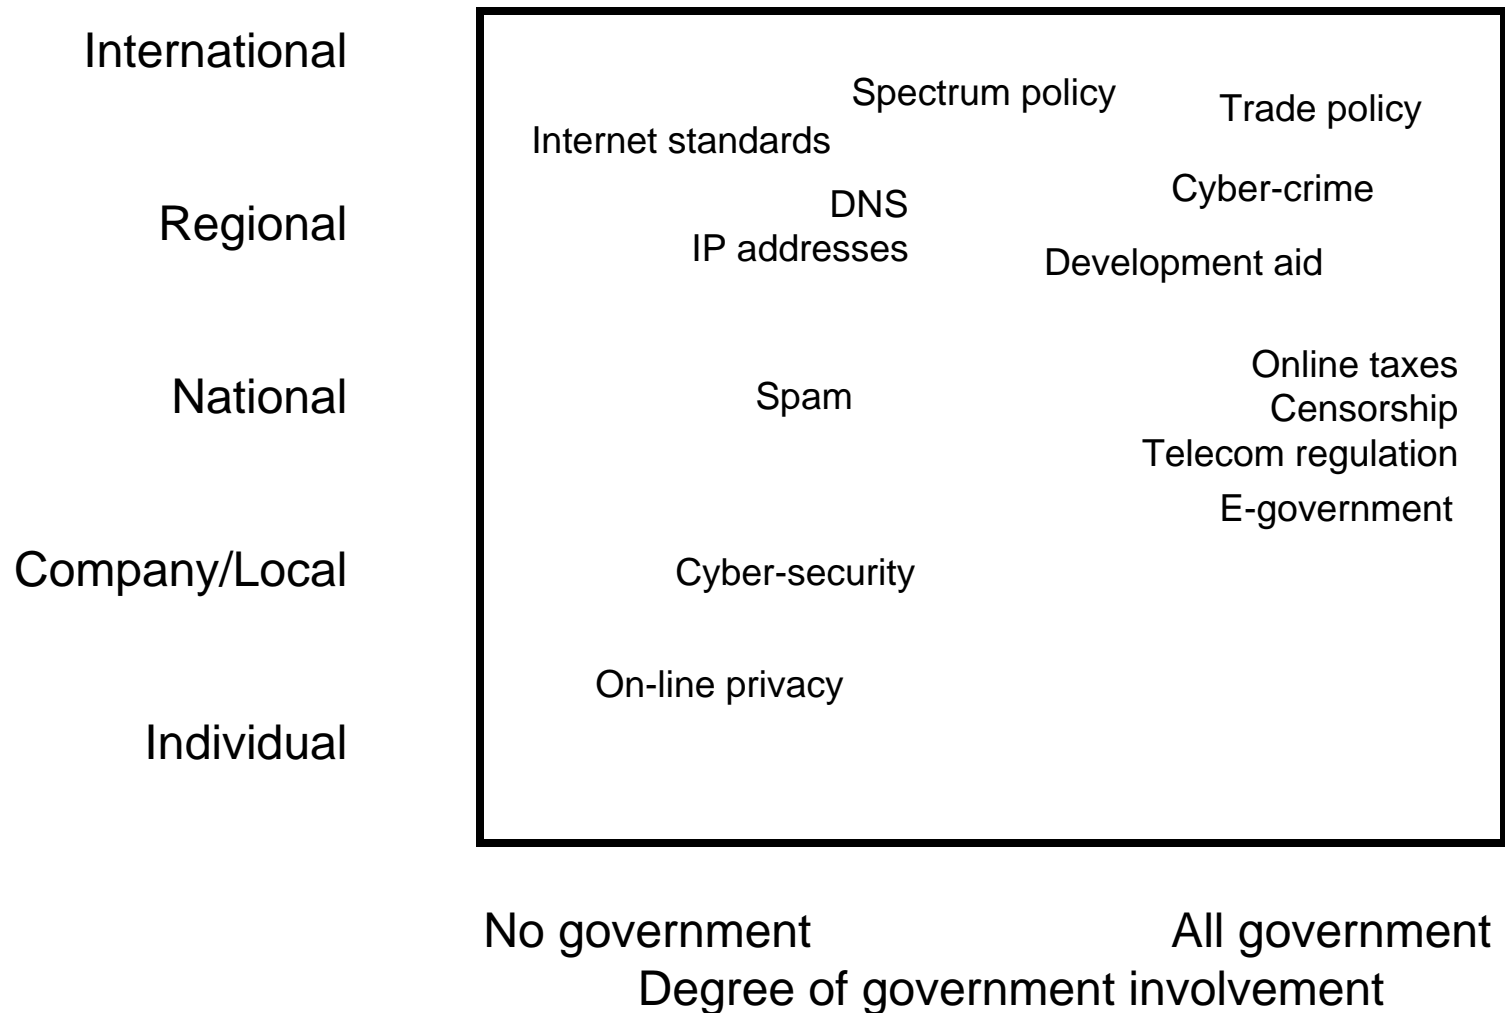 International
Spectrum policy
Trade policy
Internet standards
Cyber-crime
DNS
Regional
IP addresses
Development aid
Online taxes
National
Spam
Censorship
Telecom regulation
E-government
Company/Local
Cyber-security
On-line privacy
Individual
No government
All government
Degree of government involvement